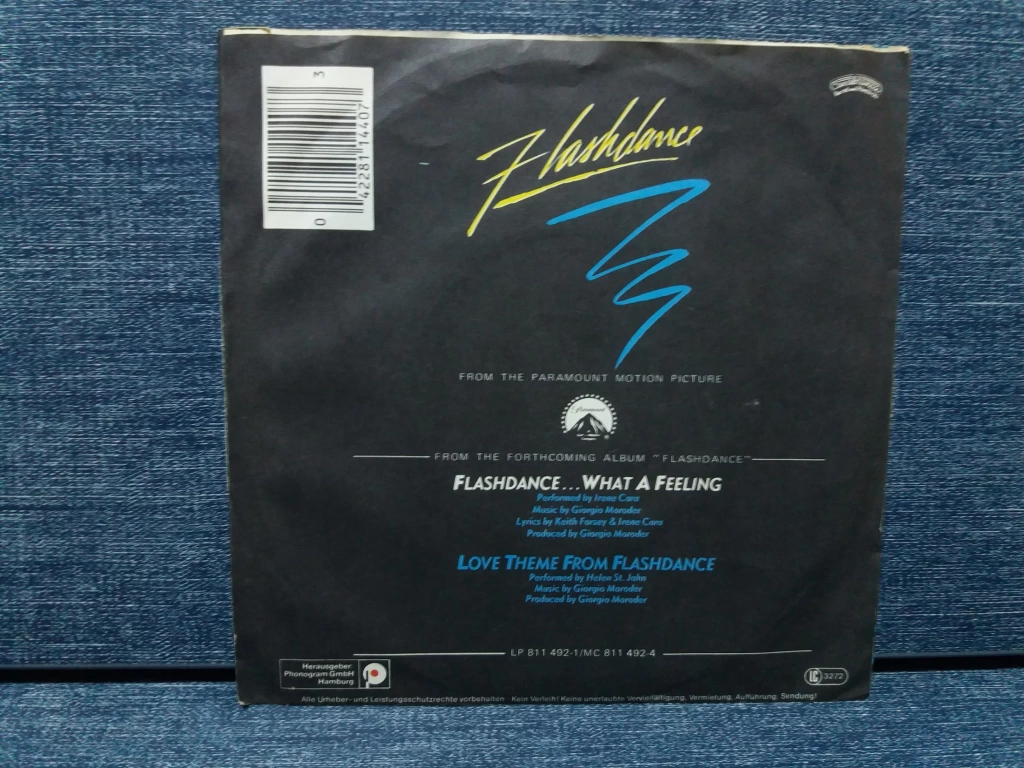 0 42281 14407 3
Flashdance
FROM THE PARAMOUNT MOTION PICTURE
Paramount
FROM THE FORTHCOMING ALBUM "FLASHDANCE"
FLASHDANCE...WHAT A FEELING
Performed by Irene Cara
Music by Giorgio Moroder
Lyrics by Keith Forsey & Irene Cara
Produced by Giorgio Moroder
LOVE THEME FROM FLASHDANCE
Performed by Helen St. John
Music by Giorgio Moroder
Produced by Giorgio Moroder
LP 811 492-1/MC 811 492-4
Herausgeber:
Phonogram GmbH
Hamburg
LC 3272
Alle Urheber- und Leistungsschutzrechte vorbehalten Kein Verleih! Keine unerlaubte Vervielfältigung, Vermietung, Aufführung, Sendung!